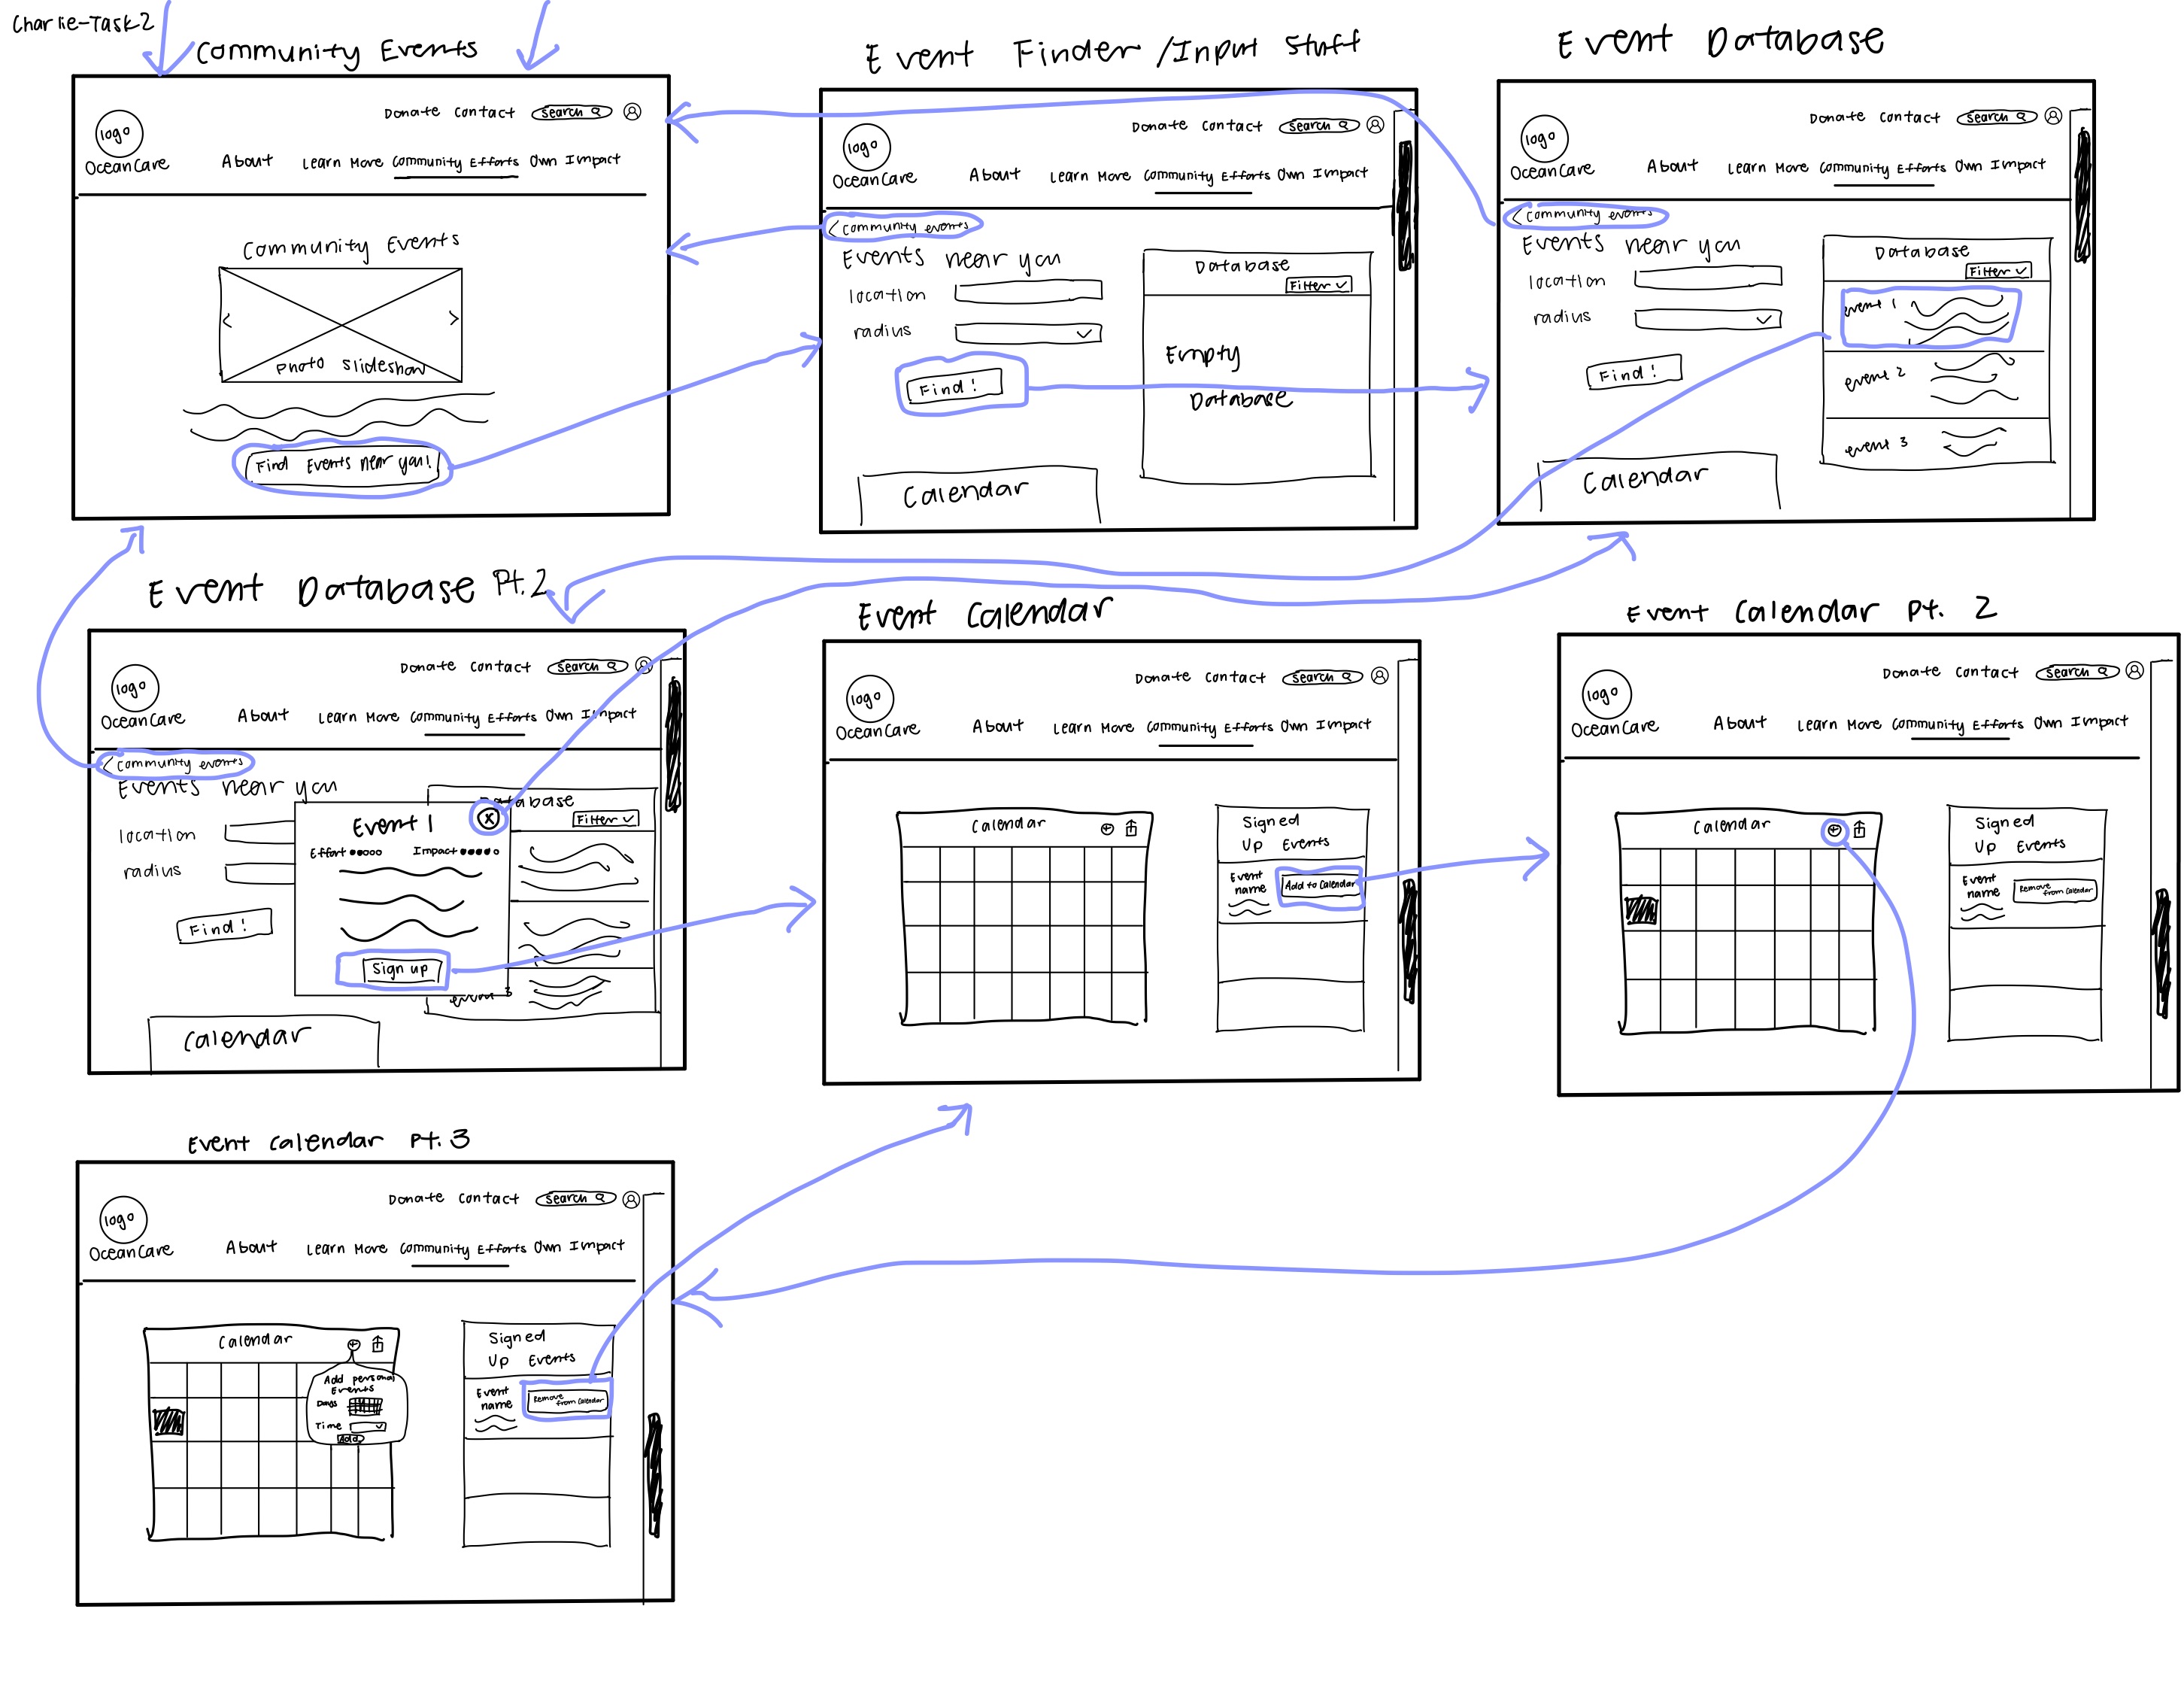 Charlie-Task2
Community Events
Donate Contact Search
logo
OceanCare
About Learn More Community Efforts Own Impact
Community Events
Photo Slideshow
Find Events near you!
Event Finder/Input Stuff
Donate Contact Search
logo
OceanCare
About Learn More Community Efforts Own Impact
< Community events
Events near you
location
radius
Find!
Database
Filter
Empty
Database
Calendar
Event Database
Donate Contact Search
logo
OceanCare
About Learn More Community Efforts Own Impact
< Community events
Events near you
location
radius
Find!
Database
Filter
event 1
event 2
event 3
Calendar
Event Database Pt.2
Donate Contact Search
logo
OceanCare
About Learn More Community Efforts Own Impact
< Community events
Events near you
location
radius
Find!
Database
Filter
Event 1
X
Effort Impact
Sign up
event 3
Calendar
Event Calendar
Donate Contact Search
logo
OceanCare
About Learn More Community Efforts Own Impact
Calendar
Signed
Up Events
Event
name
Add to Calendar
Event Calendar Pt. 2
Donate Contact Search
logo
OceanCare
About Learn More Community Efforts Own Impact
Calendar
Signed
Up Events
Event
name
Remove
from Calendar
Event Calendar Pt.3
Donate Contact Search
logo
OceanCare
About Learn More Community Efforts Own Impact
Calendar
Add personal
Events
Days
Time
Add
Signed
Up Events
Event
name
Remove
from Calendar